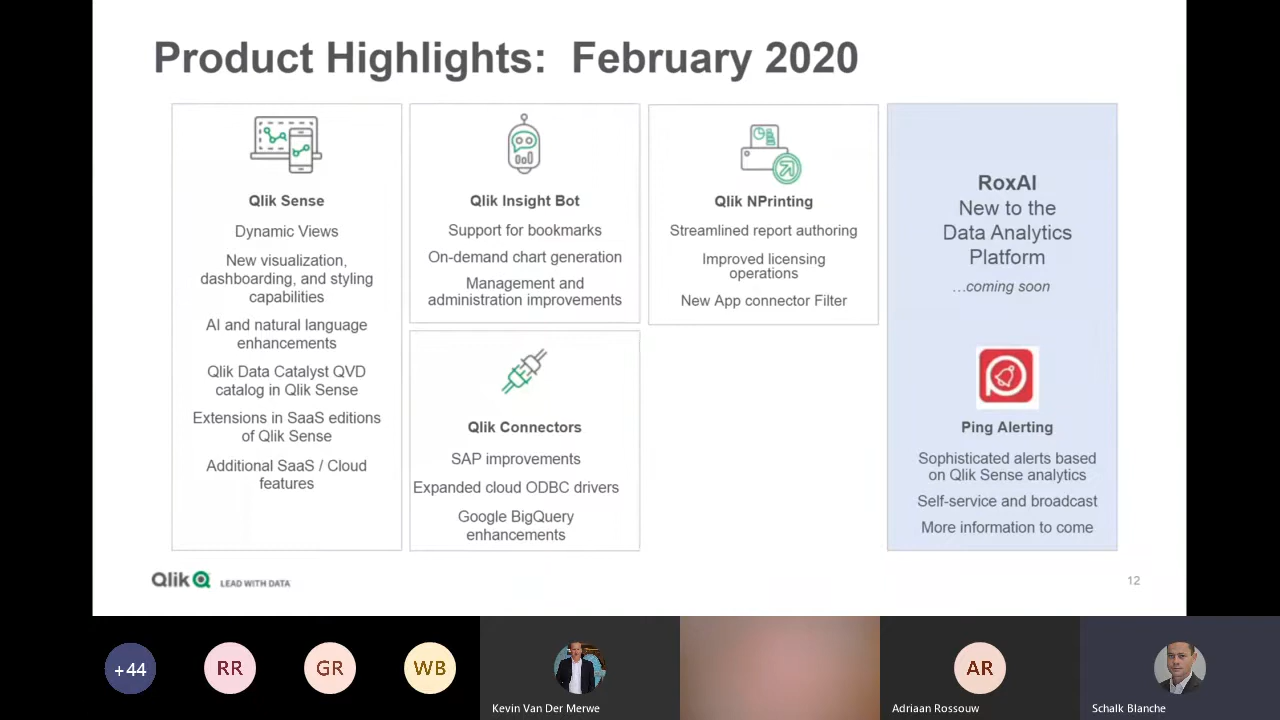 Product Highlights:  February 2020
Qlik Sense
Dynamic Views
New visualization,
dashboarding, and styling
capabilities
AI and natural language
enhancements
Qlik Data Catalyst QVD
catalog in Qlik Sense
Extensions in SaaS editions
of Qlik Sense
Additional SaaS / Cloud
features
Qlik Insight Bot
Support for bookmarks
On-demand chart generation
Management and
administration improvements
Qlik Connectors
SAP improvements
Expanded cloud ODBC drivers
Google BigQuery
enhancements
Qlik NPrinting
Streamlined report authoring
Improved licensing
operations
New App connector Filter
RoxAI
New to the
Data Analytics
Platform
…coming soon
Ping Alerting
Sophisticated alerts based
on Qlik Sense analytics
Self-service and broadcast
More information to come
Qlik LEAD WITH DATA
12
+44
RR
GR
WB
Kevin Van Der Merwe
AR
Adriaan Rossouw
Schalk Blanche